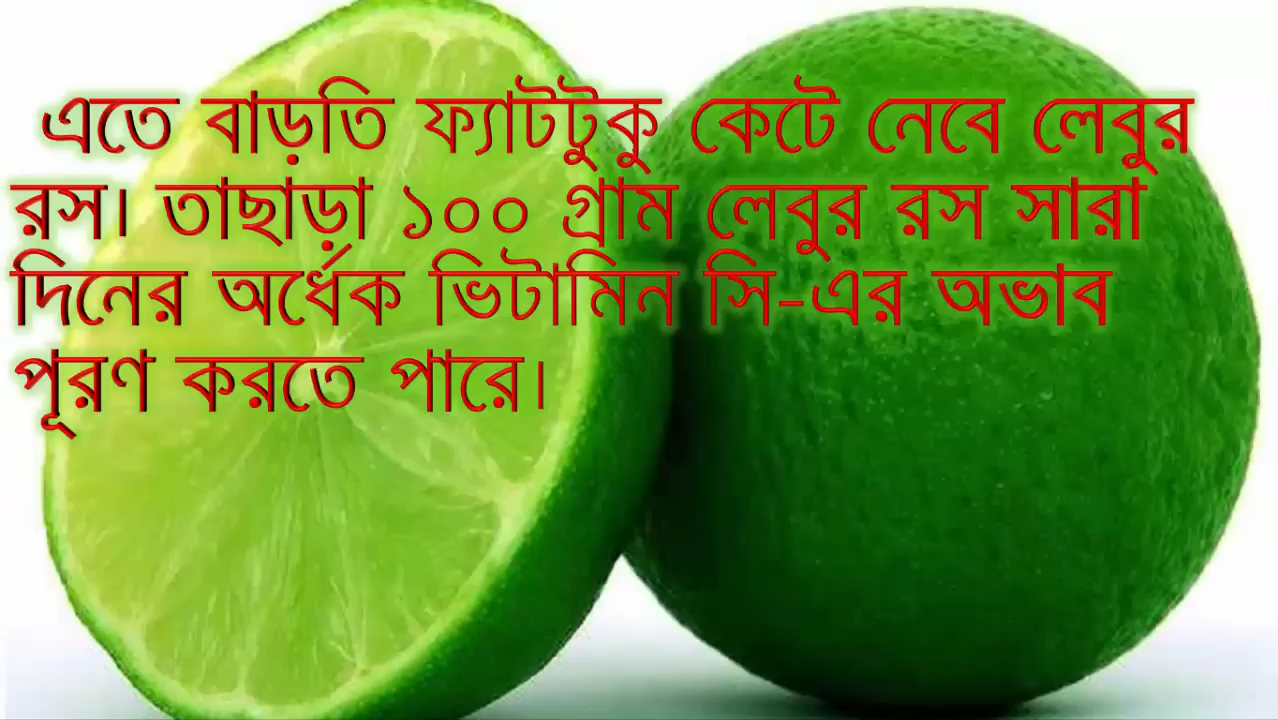 এতে বাড়তি ফ্যাটটুকু কেটে নেবে লেবুর
রস। তাছাড়া ১০০ গ্রাম লেবুর রস সারা
দিনের অর্ধেক ভিটামিন সি-এর অভাব
পূরণ করতে পারে।